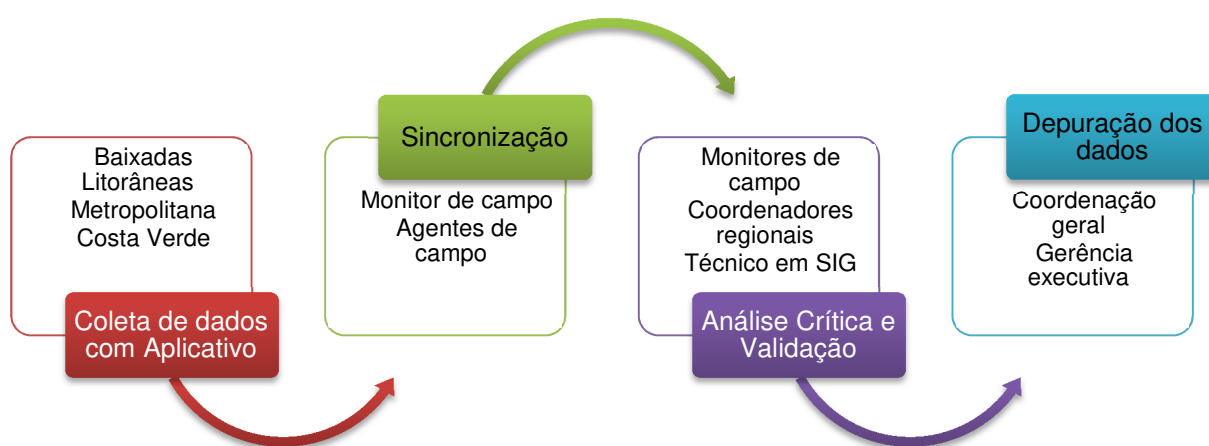 Baixadas
Litorâneas
Metropolitana
Costa Verde
Coleta de dados
com Aplicativo
Sincronização
Monitor de campo
Agentes de
campo
Monitores de
campo
Coordenadores
regionais
Técnico em SIG
Análise Crítica e
Validação
Depuração dos
dados
Coordenação
geral
Gerência
executiva